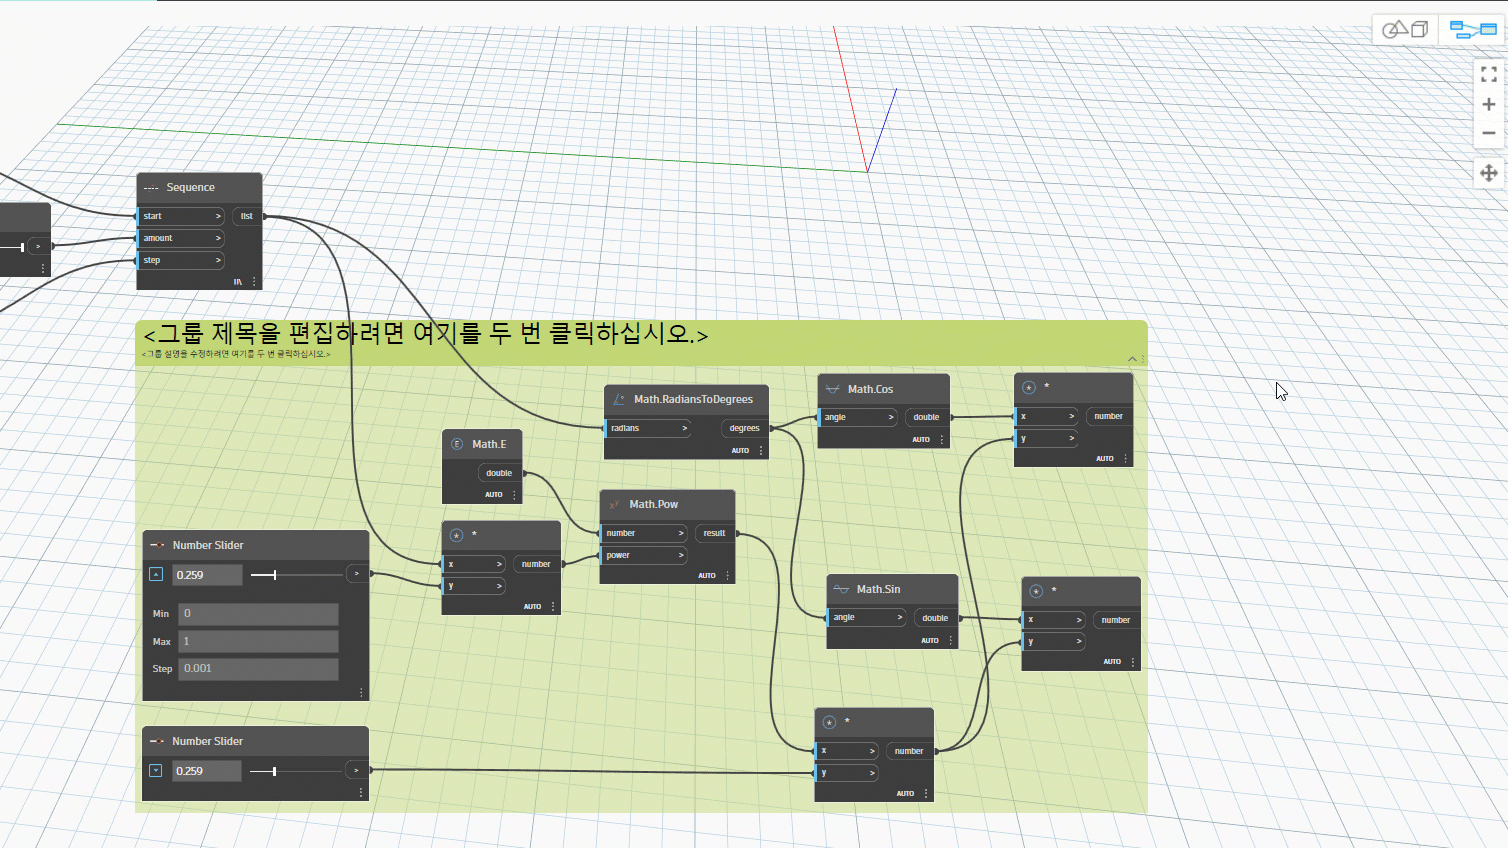 Sequence
start >
list
amount >
step >
>
<그룹 제목을 편집하려면 여기를 두 번 클릭하십시오.>
<그룹 설명을 수정하려면 여기를 두 번 클릭하십시오.>
Math.RadiansToDegrees
radians >
degrees
AUTO
Math.Cos
angle >
double
AUTO
*
x >
number
y >
AUTO
E Math.E
double
AUTO
xy Math.Pow
number >
result
power >
AUTO
*
x >
number
y >
AUTO
Number Slider
0.259
>
Min 0
Max 1
Step 0.001
Math.Sin
angle >
double
AUTO
*
x >
number
y >
AUTO
Number Slider
0.259
>
*
x >
number
y >
AUTO